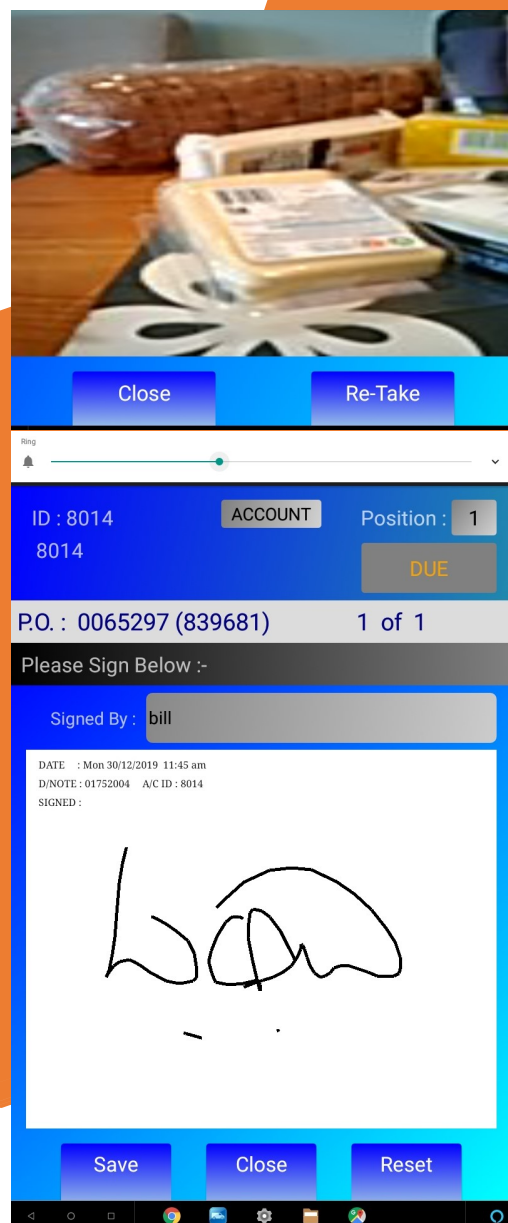 Close Re-Take
Ring
ID : 8014 ACCOUNT Position : 1
8014 DUE
P.O. : 0065297 (839681) 1 of 1
Please Sign Below :-
Signed By : bill
DATE : Mon 30/12/2019 11:45 am
D/NOTE : 01752004 A/C ID : 8014
SIGNED :
Save Close Reset